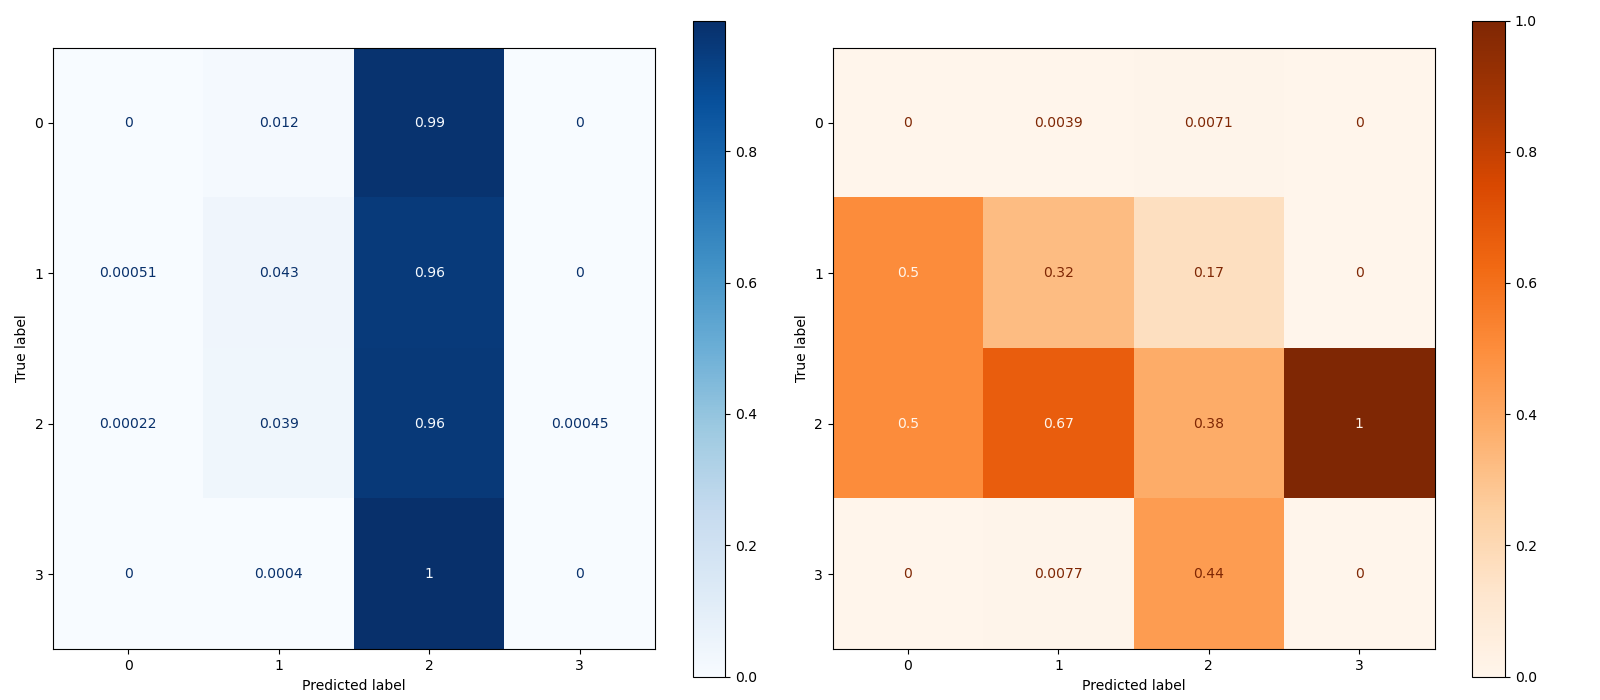 0 0 0.012 0.99 0
1 0.00051 0.043 0.96 0
2 0.00022 0.039 0.96 0.00045
3 0 0.0004 1 0
0 1 2 3
True label
Predicted label
0.8
0.6
0.4
0.2
0.0
0 0 0.0039 0.0071 0
1 0.5 0.32 0.17 0
2 0.5 0.67 0.38 1
3 0 0.0077 0.44 0
0 1 2 3
True label
Predicted label
1.0
0.8
0.6
0.4
0.2
0.0